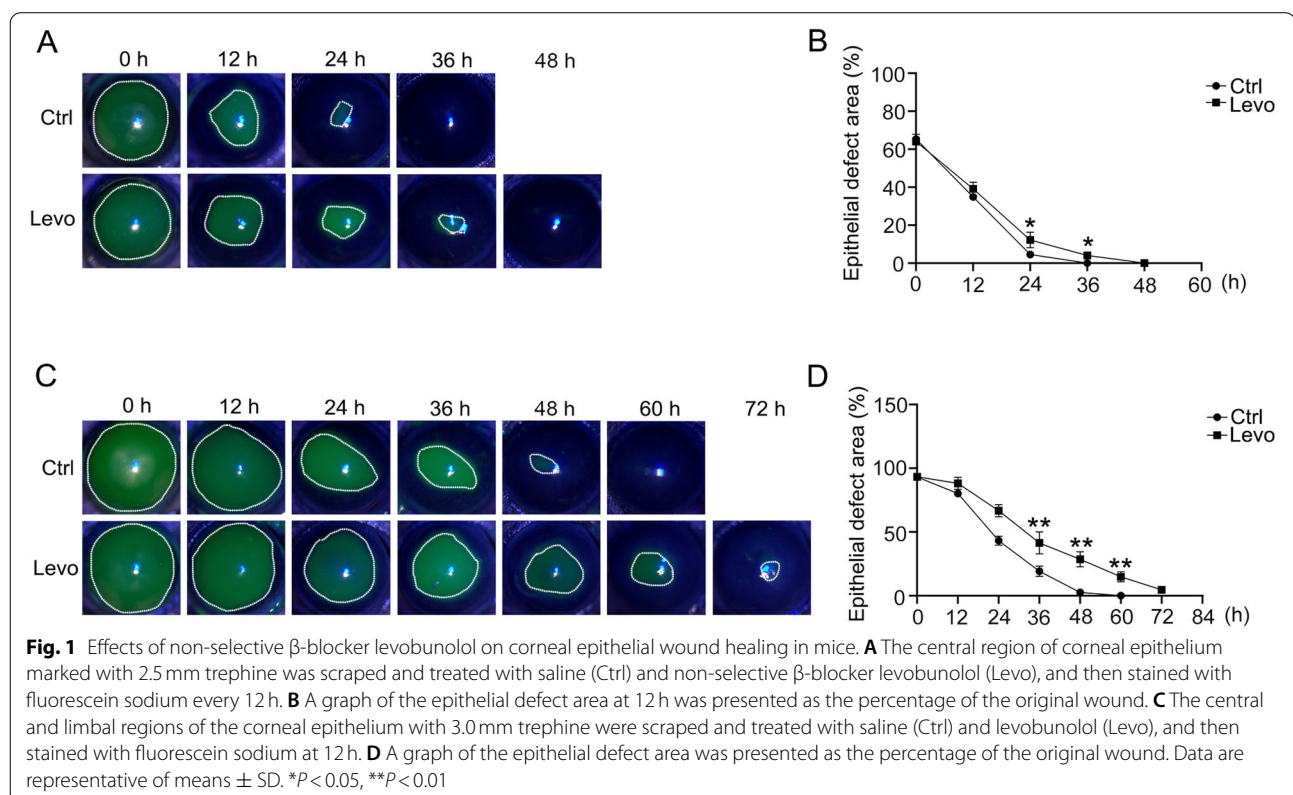 A
0 h 12 h 24 h 36 h 48 h
Ctrl
Levo
B
Epithelial defect area (%)
100
80
60
40
20
0
* *
0 12 24 36 48 60 (h)
Ctrl
Levo
C
0 h 12 h 24 h 36 h 48 h 60 h 72 h
Ctrl
Levo
D
Epithelial defect area (%)
150
100
50
0
** ** **
0 12 24 36 48 60 72 84 (h)
Ctrl
Levo
Fig. 1 Effects of non-selective β-blocker levobunolol on corneal epithelial wound healing in mice. A The central region of corneal epithelium
marked with 2.5 mm trephine was scraped and treated with saline (Ctrl) and non-selective β-blocker levobunolol (Levo), and then stained with
fluorescein sodium every 12 h. B A graph of the epithelial defect area at 12 h was presented as the percentage of the original wound. C The central
and limbal regions of the corneal epithelium with 3.0 mm trephine were scraped and treated with saline (Ctrl) and levobunolol (Levo), and then
stained with fluorescein sodium at 12 h. D A graph of the epithelial defect area was presented as the percentage of the original wound. Data are
representative of means ± SD. *P < 0.05, **P < 0.01